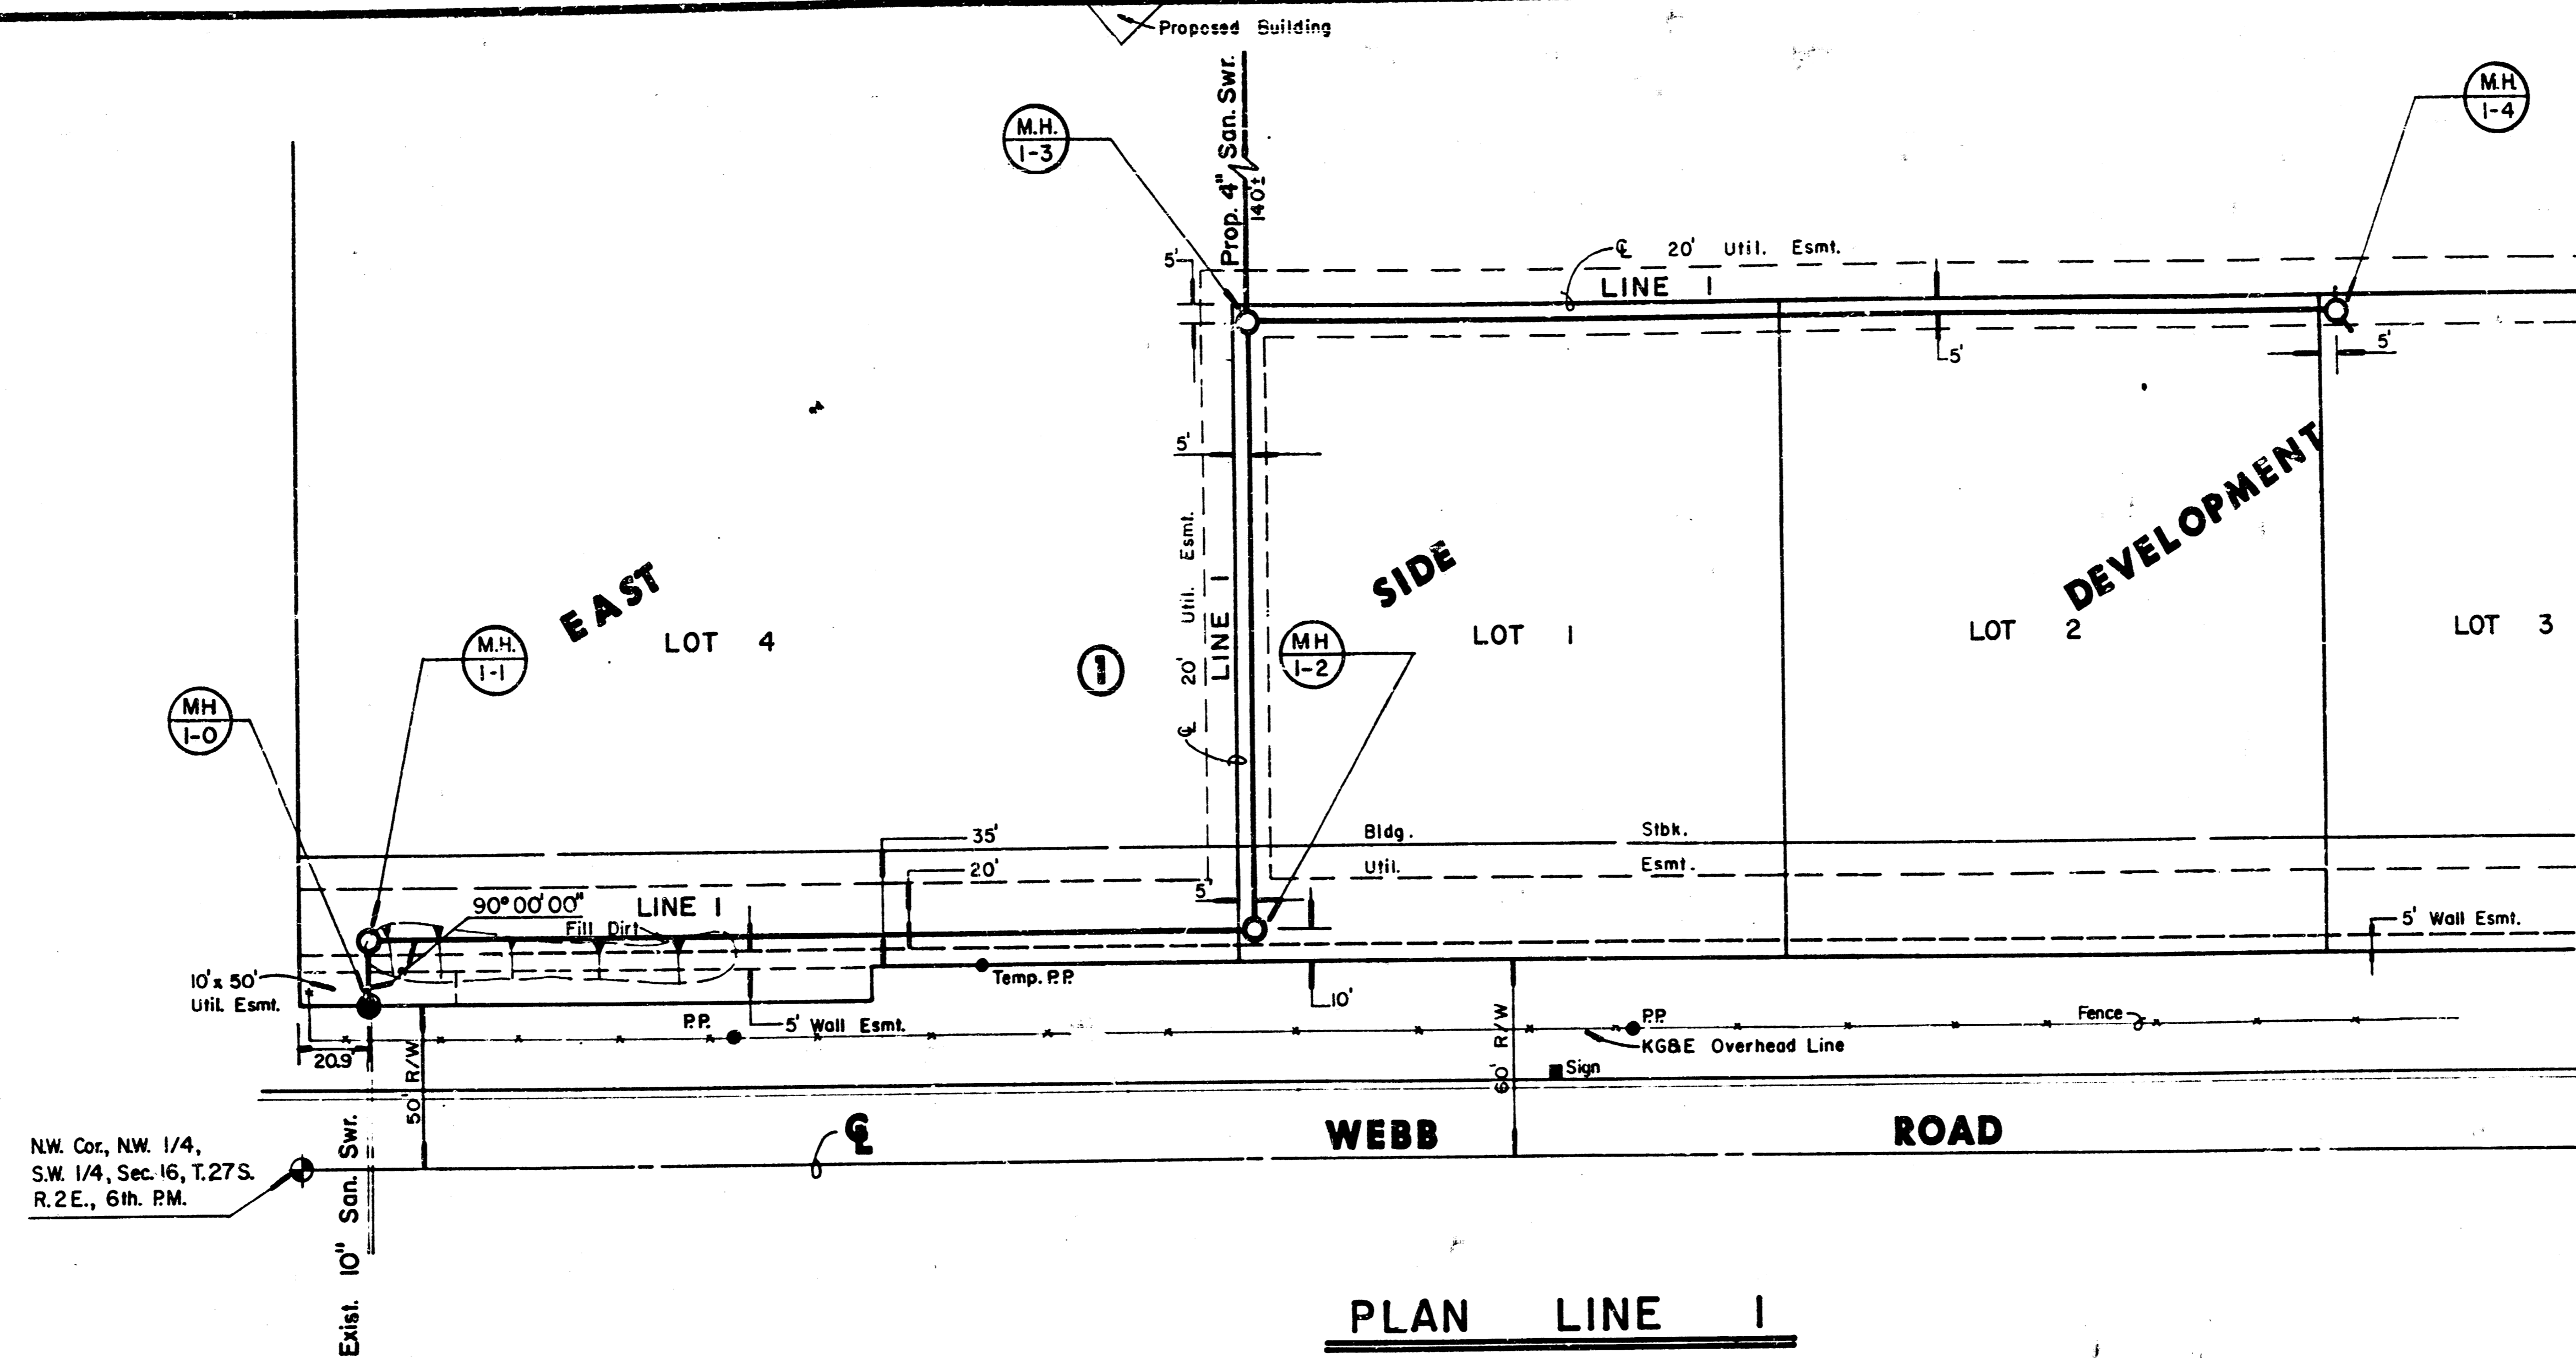 Proposed Building
Prop. 4" San. Swr.
140'±
M.H.
1-3
M.H.
1-4
5'
℄ 20' Util. Esmt.
LINE 1
5'
5'
5'
℄ 20' Util. Esmt.
LINE 1
EAST SIDE DEVELOPMENT
LOT 4
LOT 1
LOT 2
LOT 3
1
M.H.
1-1
MH
1-2
MH
1-0
35'
Bldg. Stbk.
20'
Util. Esmt.
5'
90°00'00"
LINE 1
Fill Dirt
5' Wall Esmt.
10' x 50'
Util. Esmt.
Temp. P.P.
10'
P.P.
5' Wall Esmt.
P.P.
Fence
KG&E Overhead Line
20.9'
50' R/W
60' R/W
Sign
℄ WEBB ROAD
N.W. Cor., N.W. 1/4,
S.W. 1/4, Sec. 16, T.27S.
R.2E., 6th. P.M.
Exist. 10" San. Swr.
PLAN LINE 1